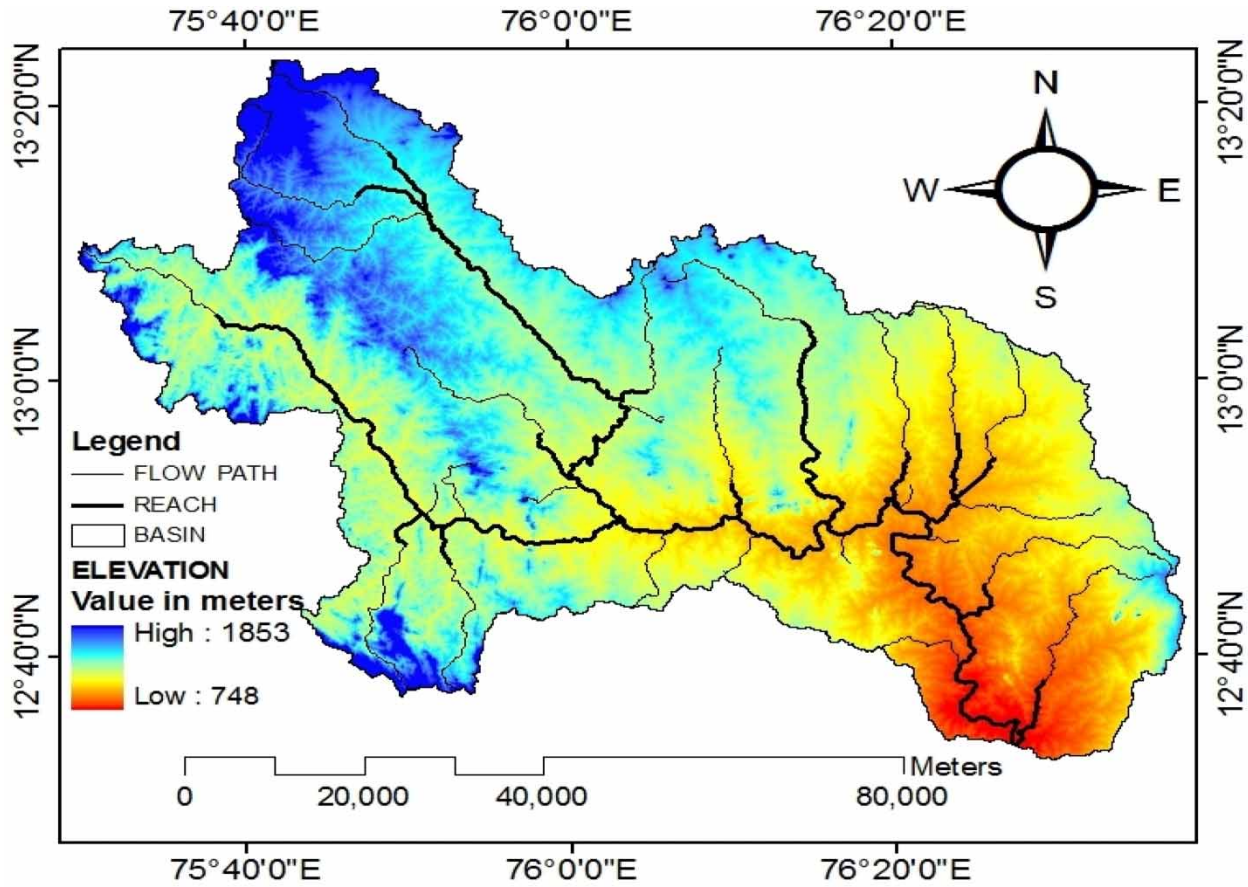 75°40'0"E 76°0'0"E 76°20'0"E
13°20'0"N 13°20'0"N
N
W E
S
13°0'0"N 13°0'0"N
Legend
FLOW PATH
REACH
BASIN
ELEVATION
Value in meters
High : 1853
Low : 748
12°40'0"N 12°40'0"N
Meters
0 20,000 40,000 80,000
75°40'0"E 76°0'0"E 76°20'0"E